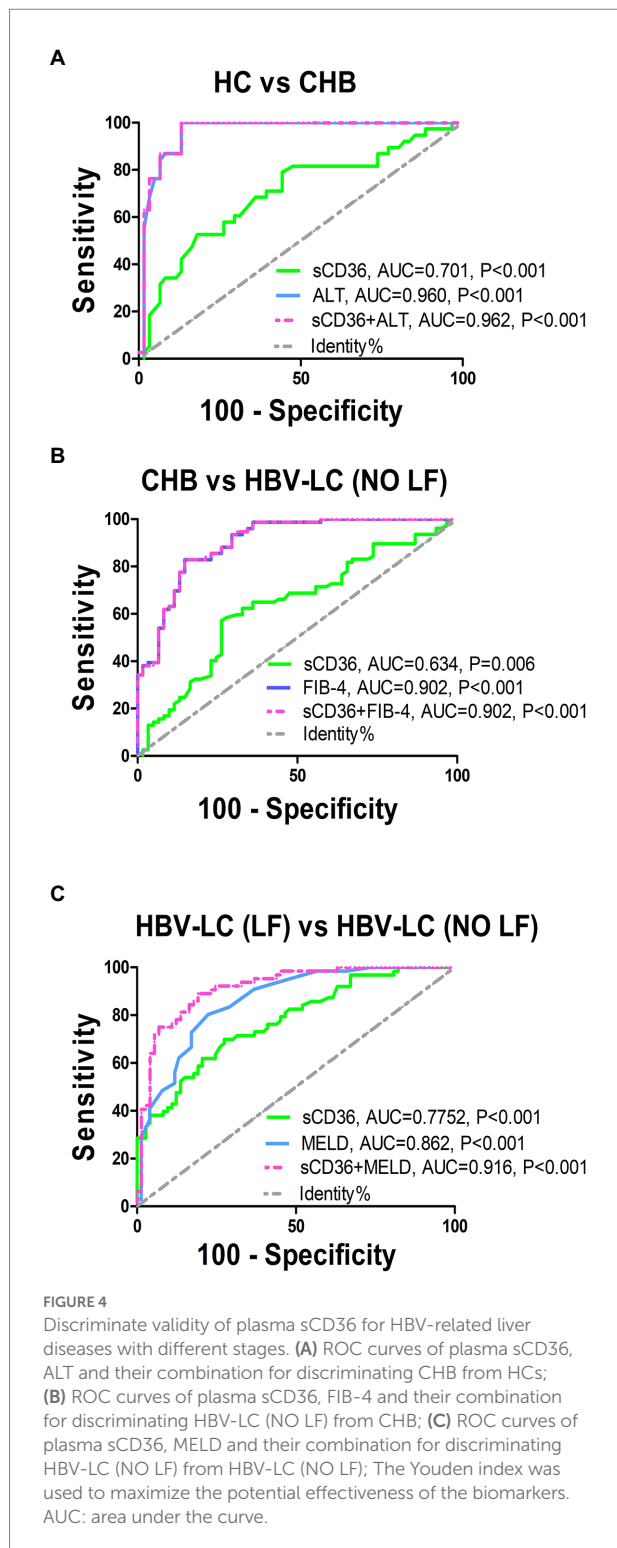 A
HC vs CHB
100
80
60
40
20
0
Sensitivity
sCD36, AUC=0.701, P<0.001
ALT, AUC=0.960, P<0.001
sCD36+ALT, AUC=0.962, P<0.001
Identity%
0 50 100
100 - Specificity
B
CHB vs HBV-LC (NO LF)
100
80
60
40
20
0
Sensitivity
sCD36, AUC=0.634, P=0.006
FIB-4, AUC=0.902, P<0.001
sCD36+FIB-4, AUC=0.902, P<0.001
Identity%
0 50 100
100 - Specificity
C
HBV-LC (LF) vs HBV-LC (NO LF)
100
80
60
40
20
0
Sensitivity
sCD36, AUC=0.7752, P<0.001
MELD, AUC=0.862, P<0.001
sCD36+MELD, AUC=0.916, P<0.001
Identity%
0 50 100
100 - Specificity
FIGURE 4
Discriminate validity of plasma sCD36 for HBV-related liver
diseases with different stages. (A) ROC curves of plasma sCD36,
ALT and their combination for discriminating CHB from HCs;
(B) ROC curves of plasma sCD36, FIB-4 and their combination
for discriminating HBV-LC (NO LF) from CHB; (C) ROC curves of
plasma sCD36, MELD and their combination for discriminating
HBV-LC (NO LF) from HBV-LC (NO LF); The Youden index was
used to maximize the potential effectiveness of the biomarkers.
AUC: area under the curve.